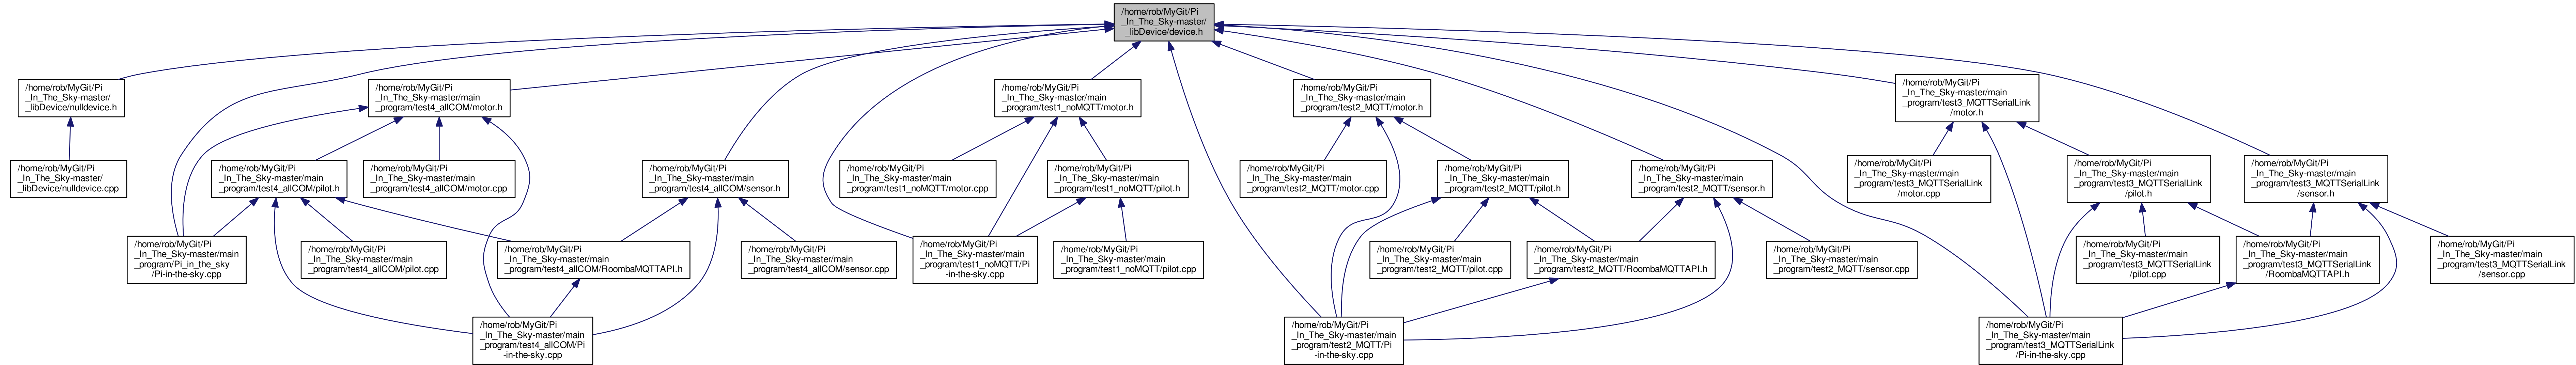 /home/rob/MyGit/Pi
_In_The_Sky-master/
_libDevice/device.h
/home/rob/MyGit/Pi
_In_The_Sky-master/
_libDevice/nulldevice.h
/home/rob/MyGit/Pi
_In_The_Sky-master/main
_program/test4_allCOM/motor.h
/home/rob/MyGit/Pi
_In_The_Sky-master/main
_program/test1_noMQTT/motor.h
/home/rob/MyGit/Pi
_In_The_Sky-master/main
_program/test2_MQTT/motor.h
/home/rob/MyGit/Pi
_In_The_Sky-master/main
_program/test3_MQTTSerialLink
/motor.h
/home/rob/MyGit/Pi
_In_The_Sky-master/
_libDevice/nulldevice.cpp
/home/rob/MyGit/Pi
_In_The_Sky-master/main
_program/test4_allCOM/pilot.h
/home/rob/MyGit/Pi
_In_The_Sky-master/main
_program/test4_allCOM/motor.cpp
/home/rob/MyGit/Pi
_In_The_Sky-master/main
_program/test4_allCOM/sensor.h
/home/rob/MyGit/Pi
_In_The_Sky-master/main
_program/test1_noMQTT/motor.cpp
/home/rob/MyGit/Pi
_In_The_Sky-master/main
_program/test1_noMQTT/pilot.h
/home/rob/MyGit/Pi
_In_The_Sky-master/main
_program/test2_MQTT/motor.cpp
/home/rob/MyGit/Pi
_In_The_Sky-master/main
_program/test2_MQTT/pilot.h
/home/rob/MyGit/Pi
_In_The_Sky-master/main
_program/test2_MQTT/sensor.h
/home/rob/MyGit/Pi
_In_The_Sky-master/main
_program/test3_MQTTSerialLink
/motor.cpp
/home/rob/MyGit/Pi
_In_The_Sky-master/main
_program/test3_MQTTSerialLink
/pilot.h
/home/rob/MyGit/Pi
_In_The_Sky-master/main
_program/test3_MQTTSerialLink
/sensor.h
/home/rob/MyGit/Pi
_In_The_Sky-master/main
_program/Pi_in_the_sky
/Pi-in-the-sky.cpp
/home/rob/MyGit/Pi
_In_The_Sky-master/main
_program/test4_allCOM/pilot.cpp
/home/rob/MyGit/Pi
_In_The_Sky-master/main
_program/test4_allCOM/RoombaMQTTAPI.h
/home/rob/MyGit/Pi
_In_The_Sky-master/main
_program/test4_allCOM/sensor.cpp
/home/rob/MyGit/Pi
_In_The_Sky-master/main
_program/test1_noMQTT/Pi
-in-the-sky.cpp
/home/rob/MyGit/Pi
_In_The_Sky-master/main
_program/test1_noMQTT/pilot.cpp
/home/rob/MyGit/Pi
_In_The_Sky-master/main
_program/test2_MQTT/pilot.cpp
/home/rob/MyGit/Pi
_In_The_Sky-master/main
_program/test2_MQTT/RoombaMQTTAPI.h
/home/rob/MyGit/Pi
_In_The_Sky-master/main
_program/test2_MQTT/sensor.cpp
/home/rob/MyGit/Pi
_In_The_Sky-master/main
_program/test3_MQTTSerialLink
/pilot.cpp
/home/rob/MyGit/Pi
_In_The_Sky-master/main
_program/test3_MQTTSerialLink
/RoombaMQTTAPI.h
/home/rob/MyGit/Pi
_In_The_Sky-master/main
_program/test3_MQTTSerialLink
/sensor.cpp
/home/rob/MyGit/Pi
_In_The_Sky-master/main
_program/test4_allCOM/Pi
-in-the-sky.cpp
/home/rob/MyGit/Pi
_In_The_Sky-master/main
_program/test2_MQTT/Pi
-in-the-sky.cpp
/home/rob/MyGit/Pi
_In_The_Sky-master/main
_program/test3_MQTTSerialLink
/Pi-in-the-sky.cpp